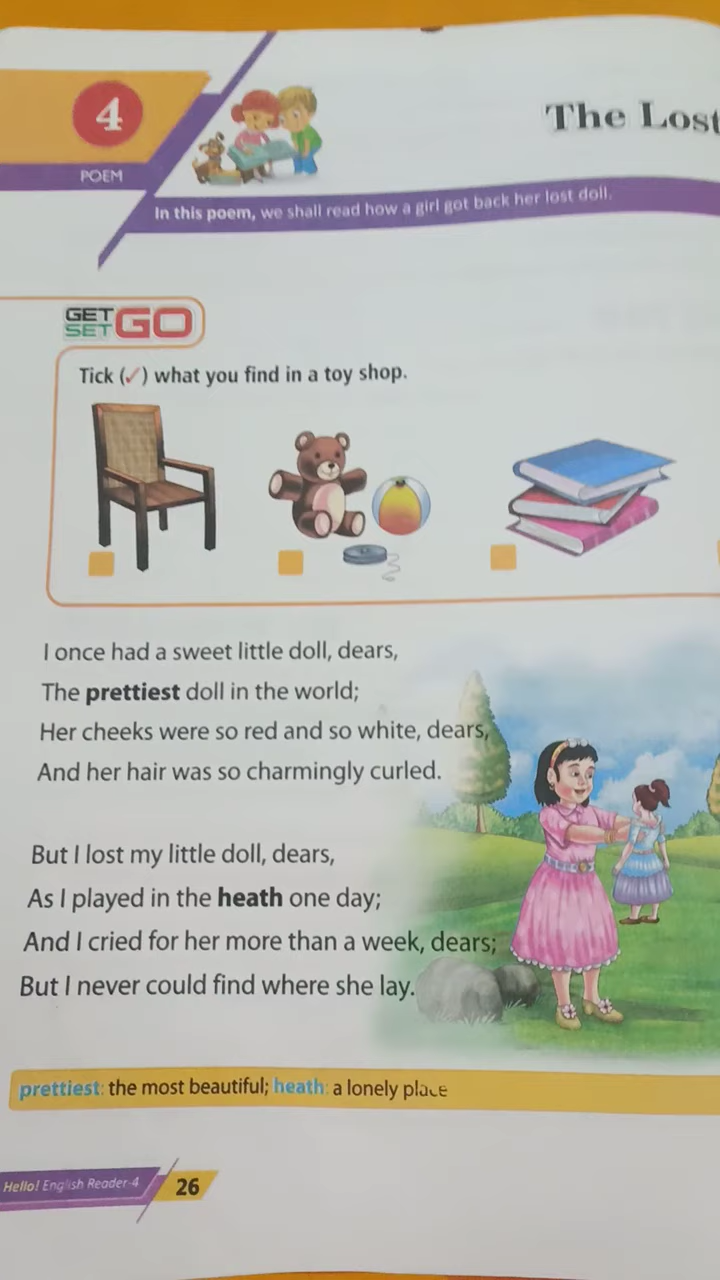 4
POEM
The Lost
In this poem, we shall read how a girl got back her lost doll.
GET
SET
GO
Tick (✓) what you find in a toy shop.
I once had a sweet little doll, dears,
The prettiest doll in the world;
Her cheeks were so red and so white, dears,
And her hair was so charmingly curled.
But I lost my little doll, dears,
As I played in the heath one day;
And I cried for her more than a week, dears;
But I never could find where she lay.
prettiest: the most beautiful; heath: a lonely place
Hello! English Reader-4
26